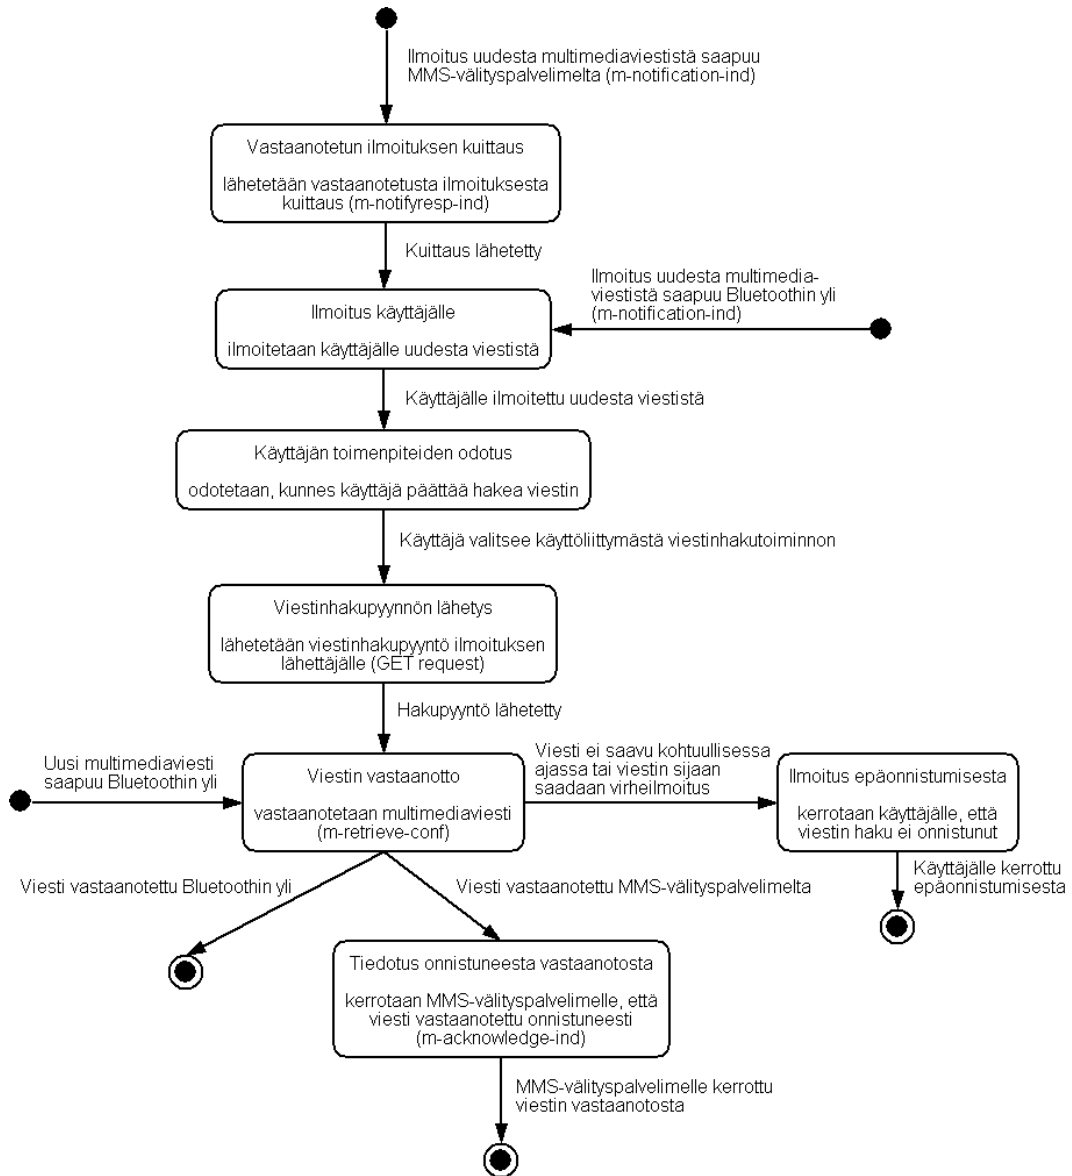 Ilmoitus uudesta multimediaviestistä saapuu
MMS-välityspalvelimelta (m-notification-ind)
Vastaanotetun ilmoituksen kuittaus
lähetetään vastaanotetusta ilmoituksesta
kuittaus (m-notifyresp-ind)
Kuittaus lähetetty
Ilmoitus uudesta multimedia-
viestistä saapuu Bluetoothin yli
(m-notification-ind)
Ilmoitus käyttäjälle
ilmoitetaan käyttäjälle uudesta viestistä
Käyttäjälle ilmoitettu uudesta viestistä
Käyttäjän toimenpiteiden odotus
odotetaan, kunnes käyttäjä päättää hakea viestin
Käyttäjä valitsee käyttöliittymästä viestinhakutoiminnon
Viestinhakupyynnön lähetys
lähetetään viestinhakupyyntö ilmoituksen
lähettäjälle (GET request)
Hakupyyntö lähetetty
Uusi multimediaviesti
saapuu Bluetoothin yli
Viestin vastaanotto
vastaanotetaan multimediaviesti
(m-retrieve-conf)
Viesti ei saavu kohtuullisessa
ajassa tai viestin sijaan
saadaan virheilmoitus
Ilmoitus epäonnistumisesta
kerrotaan käyttäjälle, että
viestin haku ei onnistunut
Käyttäjälle kerrottu
epäonnistumisesta
Viesti vastaanotettu Bluetoothin yli
Viesti vastaanotettu MMS-välityspalvelimelta
Tiedotus onnistuneesta vastaanotosta
kerrotaan MMS-välityspalvelimelle, että
viesti vastaanotettu onnistuneesti
(m-acknowledge-ind)
MMS-välityspalvelimelle kerrottu
viestin vastaanotosta